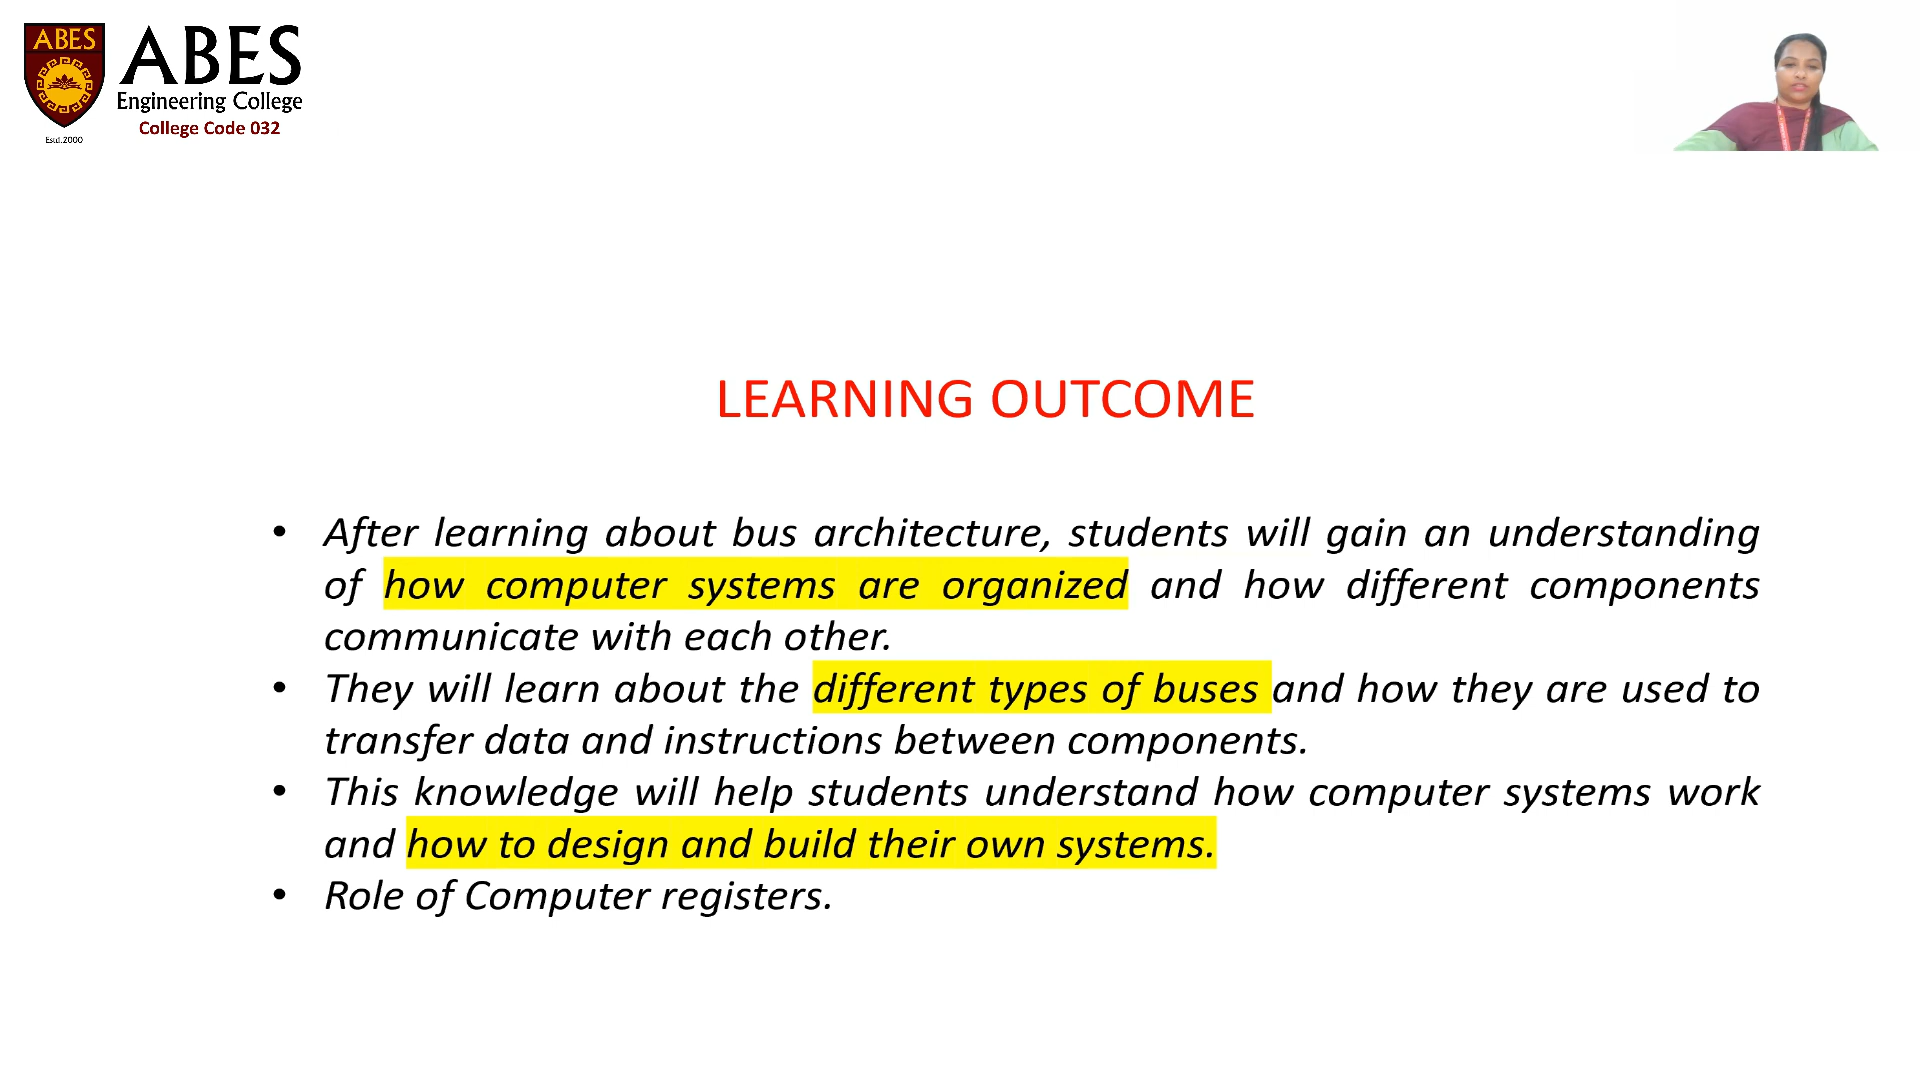 ABES
ABES
Engineering College
College Code 032
Estd.2000
LEARNING OUTCOME
• After learning about bus architecture, students will gain an understanding
of how computer systems are organized and how different components
communicate with each other.
• They will learn about the different types of buses and how they are used to
transfer data and instructions between components.
• This knowledge will help students understand how computer systems work
and how to design and build their own systems.
• Role of Computer registers.